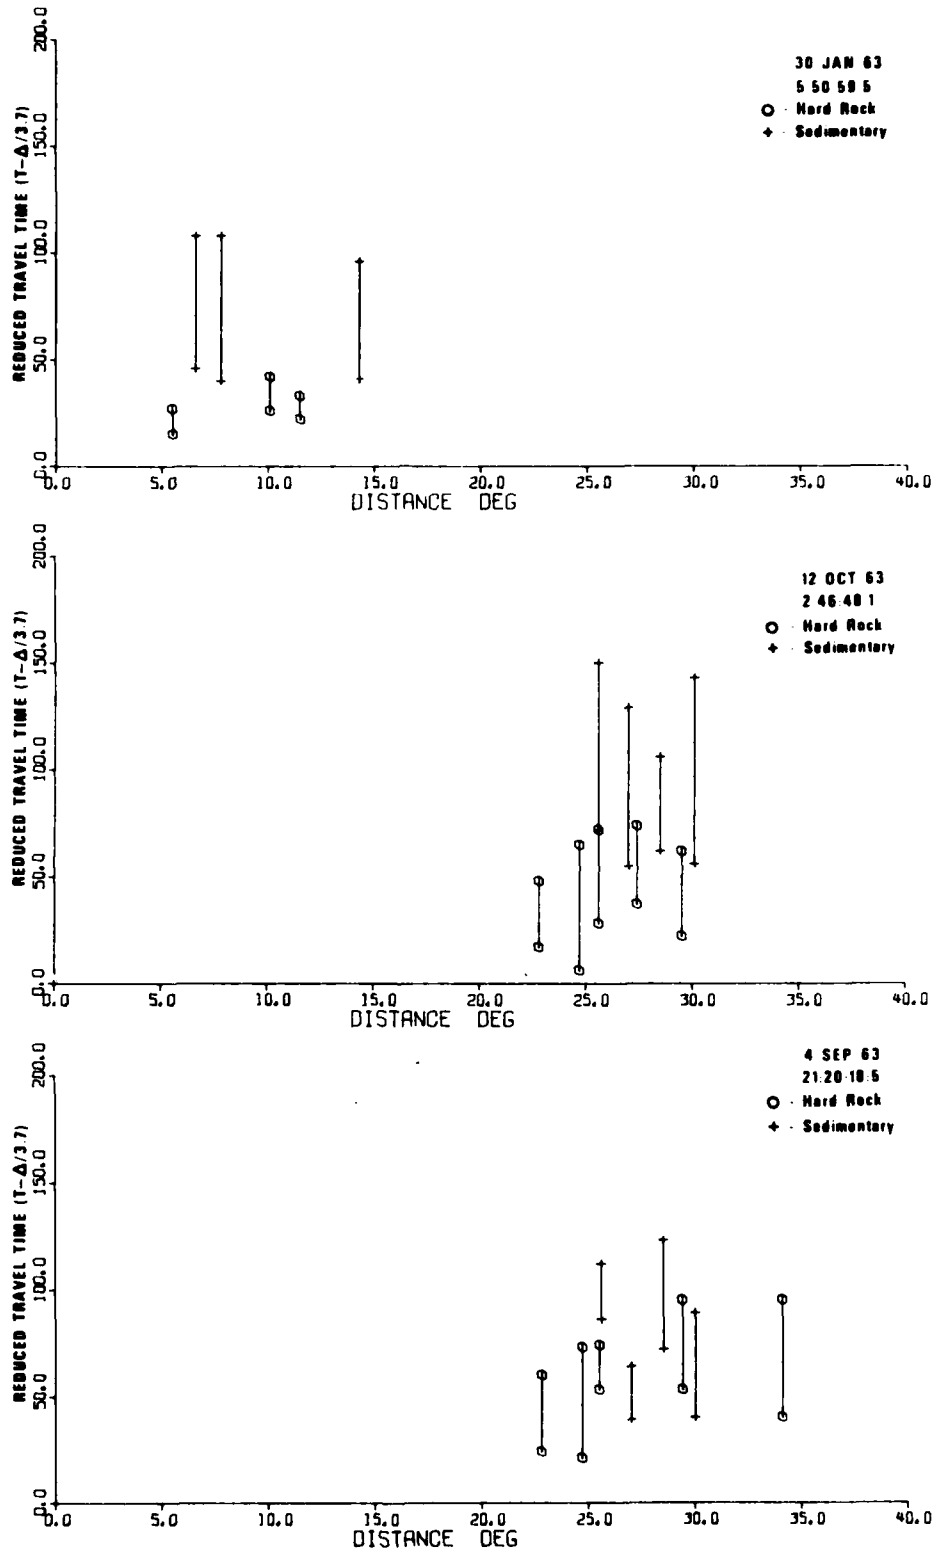 200.0
150.0
100.0
50.0
0.0
REDUCED TRAVEL TIME (T-Δ/3.7)
30 JAN 63
5 50 59 5
O · Hard Rock
+ · Sedimentary
0.0 5.0 10.0 15.0 20.0 25.0 30.0 35.0 40.0
DISTANCE DEG
200.0
150.0
100.0
50.0
0.0
REDUCED TRAVEL TIME (T-Δ/3.7)
12 OCT 63
2 46:48 1
O · Hard Rock
+ · Sedimentary
0.0 5.0 10.0 15.0 20.0 25.0 30.0 35.0 40.0
DISTANCE DEG
200.0
150.0
100.0
50.0
0.0
REDUCED TRAVEL TIME (T-Δ/3.7)
4 SEP 63
21:20:18:5
O · Hard Rock
+ · Sedimentary
0.0 5.0 10.0 15.0 20.0 25.0 30.0 35.0 40.0
DISTANCE DEG